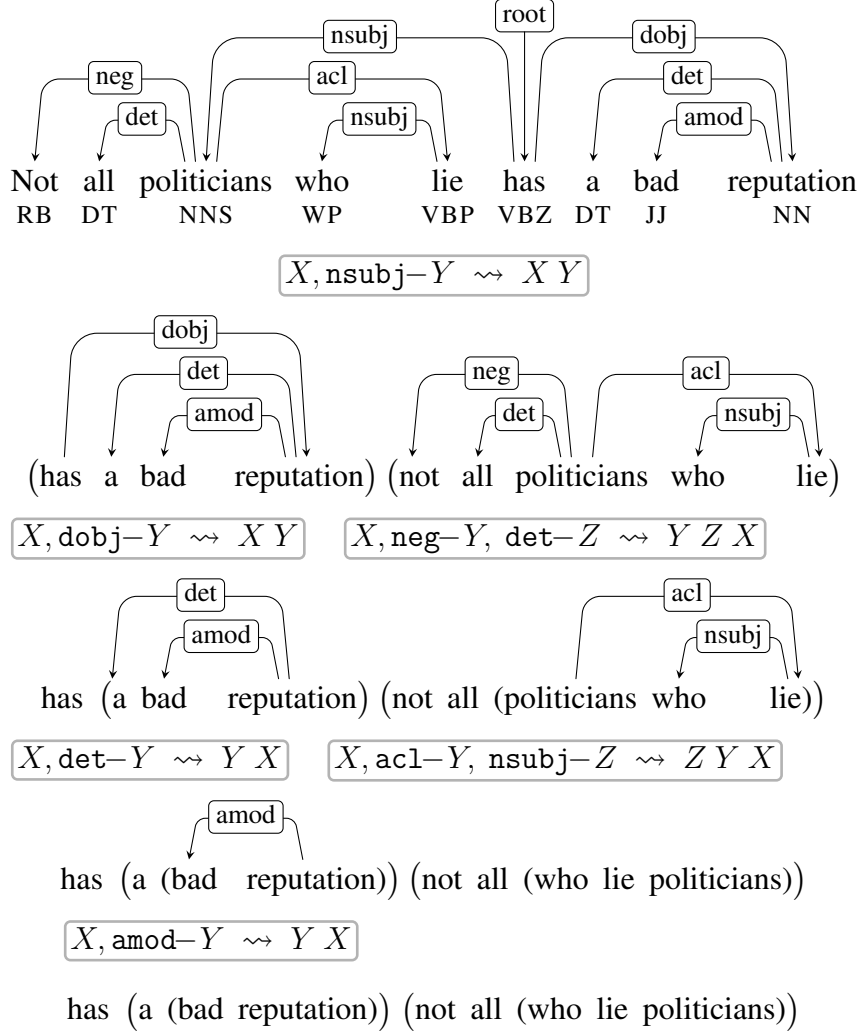 root
nsubj dobj
neg acl det
det nsubj amod
Not all politicians who lie has a bad reputation
RB DT NNS WP VBP VBZ DT JJ NN
X, nsubj–Y ⇝ X Y
dobj
det neg acl
amod det nsubj
(has a bad reputation) (not all politicians who lie)
X, dobj–Y ⇝ X Y X, neg–Y, det–Z ⇝ Y Z X
det acl
amod nsubj
has (a bad reputation) (not all (politicians who lie))
X, det–Y ⇝ Y X X, acl–Y, nsubj–Z ⇝ Z Y X
amod
has (a (bad reputation)) (not all (who lie politicians))
X, amod–Y ⇝ Y X
has (a (bad reputation)) (not all (who lie politicians))